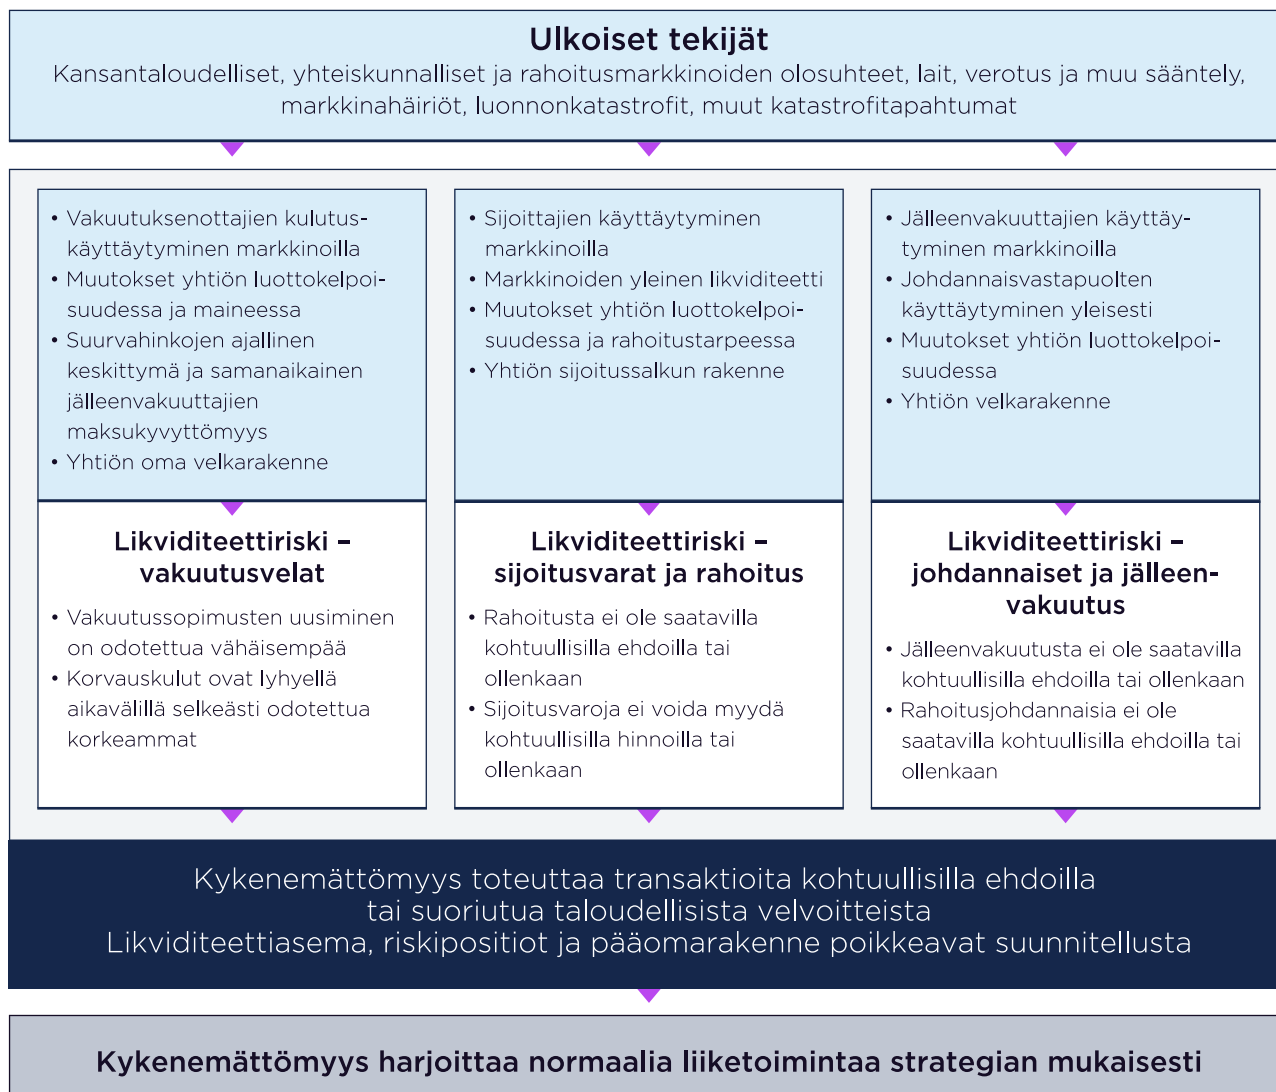 Ulkoiset tekijät
Kansantaloudelliset, yhteiskunnalliset ja rahoitusmarkkinoiden olosuhteet, lait, verotus ja muu sääntely,
markkinahäiriöt, luonnonkatastrofit, muut katastrofitapahtumat
• Vakuutuksenottajien kulutus-
käyttäytyminen markkinoilla
• Muutokset yhtiön luottokelpoi-
suudessa ja maineessa
• Suurvahinkojen ajallinen
keskittymä ja samanaikainen
jälleenvakuuttajien
maksukyvyttömyys
• Yhtiön oma velkarakenne
Likviditeettiriski –
vakuutusvelat
• Vakuutussopimusten uusiminen
on odotettua vähäisempää
• Korvauskulut ovat lyhyellä
aikavälillä selkeästi odotettua
korkeammat
• Sijoittajien käyttäytyminen
markkinoilla
• Markkinoiden yleinen likviditeetti
• Muutokset yhtiön luottokelpoi-
suudessa ja rahoitustarpeessa
• Yhtiön sijoitussalkun rakenne
Likviditeettiriski –
sijoitusvarat ja rahoitus
• Rahoitusta ei ole saatavilla
kohtuullisilla ehdoilla tai
ollenkaan
• Sijoitusvaroja ei voida myydä
kohtuullisilla hinnoilla tai
ollenkaan
• Jälleenvakuuttajien käyttäy-
tyminen markkinoilla
• Johdannaisvastapuolten
käyttäytyminen yleisesti
• Muutokset yhtiön luottokelpoi-
suudessa
• Yhtiön velkarakenne
Likviditeettiriski –
johdannaiset ja jälleen-
vakuutus
• Jälleenvakuutusta ei ole saatavilla
kohtuullisilla ehdoilla tai ollenkaan
• Rahoitusjohdannaisia ei ole
saatavilla kohtuullisilla ehdoilla tai
ollenkaan
Kykenemättömyys toteuttaa transaktioita kohtuullisilla ehdoilla
tai suoriutua taloudellisista velvoitteista
Likviditeettiasema, riskipositiot ja pääomarakenne poikkeavat suunnitellusta
Kykenemättömyys harjoittaa normaalia liiketoimintaa strategian mukaisesti